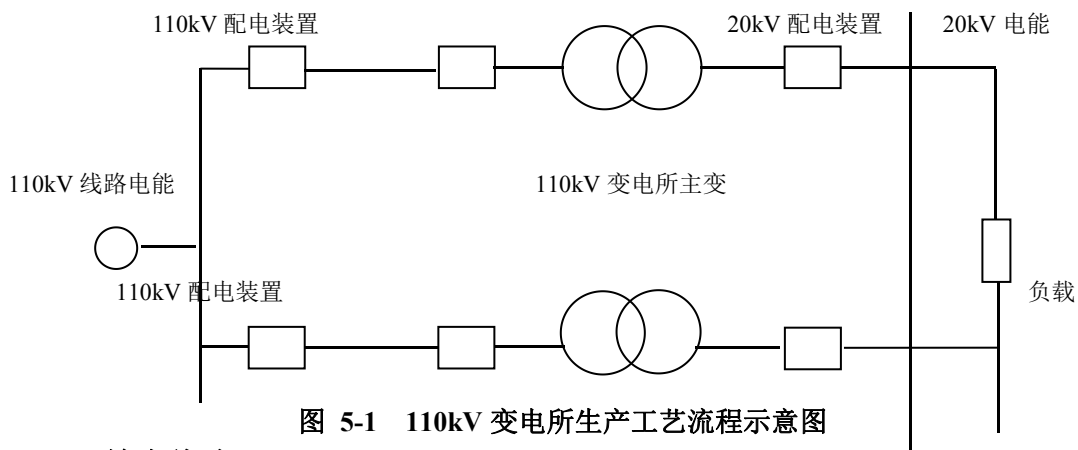 110kV 配电装置
20kV 配电装置
20kV 电能
110kV 线路电能
110kV 变电所主变
110kV 配电装置
负载
图 5-1 110kV 变电所生产工艺流程示意图